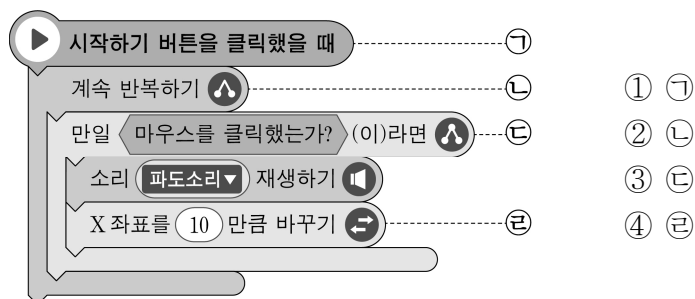 시작하기 버튼을 클릭했을 때 ㉠
계속 반복하기 ㉡ ① ㉠
만일 마우스를 클릭했는가? (이)라면 ㉢ ② ㉡
소리 파도소리▼ 재생하기 ③ ㉢
X 좌표를 10 만큼 바꾸기 ㉣ ④ ㉣